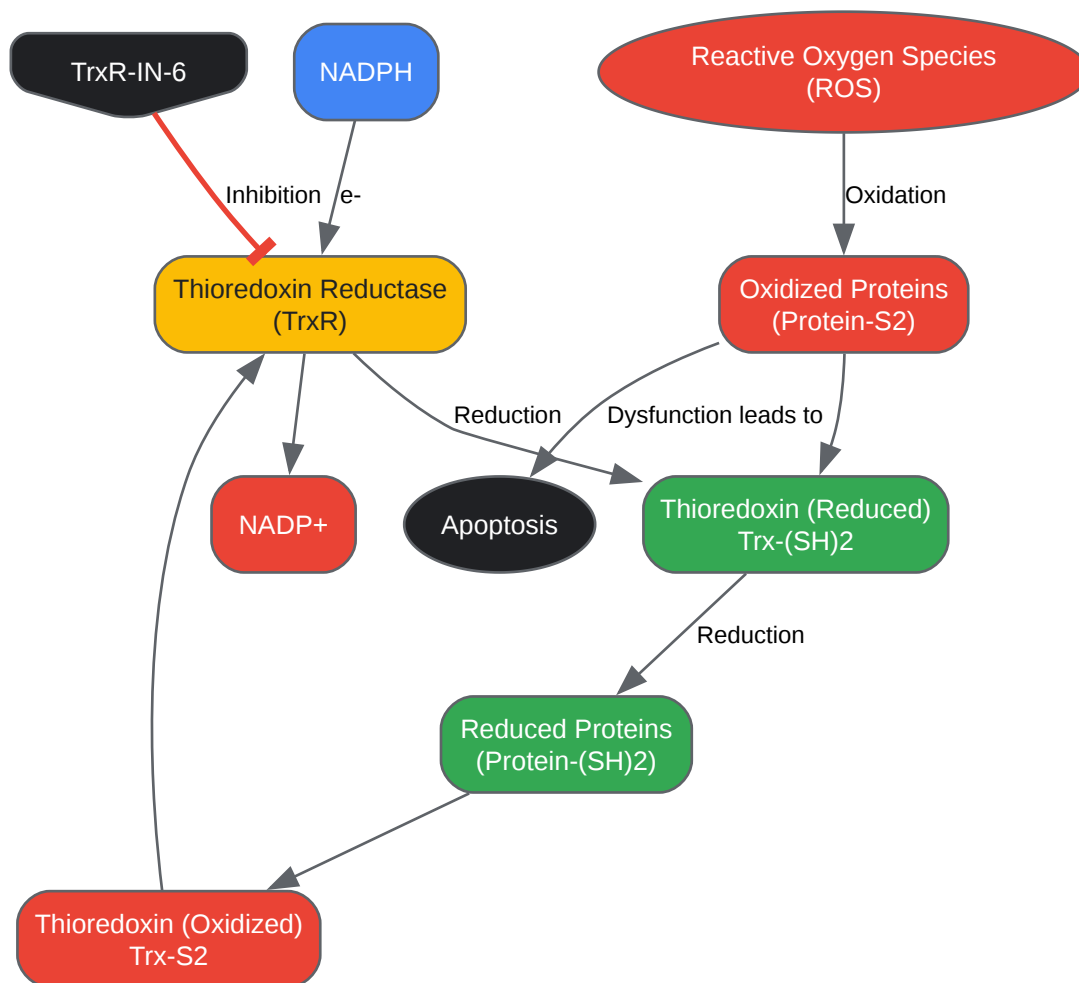 TrxR-IN-6
NADPH
Reactive Oxygen Species
(ROS)
Inhibition
e-
Oxidation
Thioredoxin Reductase
(TrxR)
Oxidized Proteins
(Protein-S2)
Reduction
Dysfunction leads to
NADP+
Apoptosis
Thioredoxin (Reduced)
Trx-(SH)2
Reduction
Reduced Proteins
(Protein-(SH)2)
Thioredoxin (Oxidized)
Trx-S2